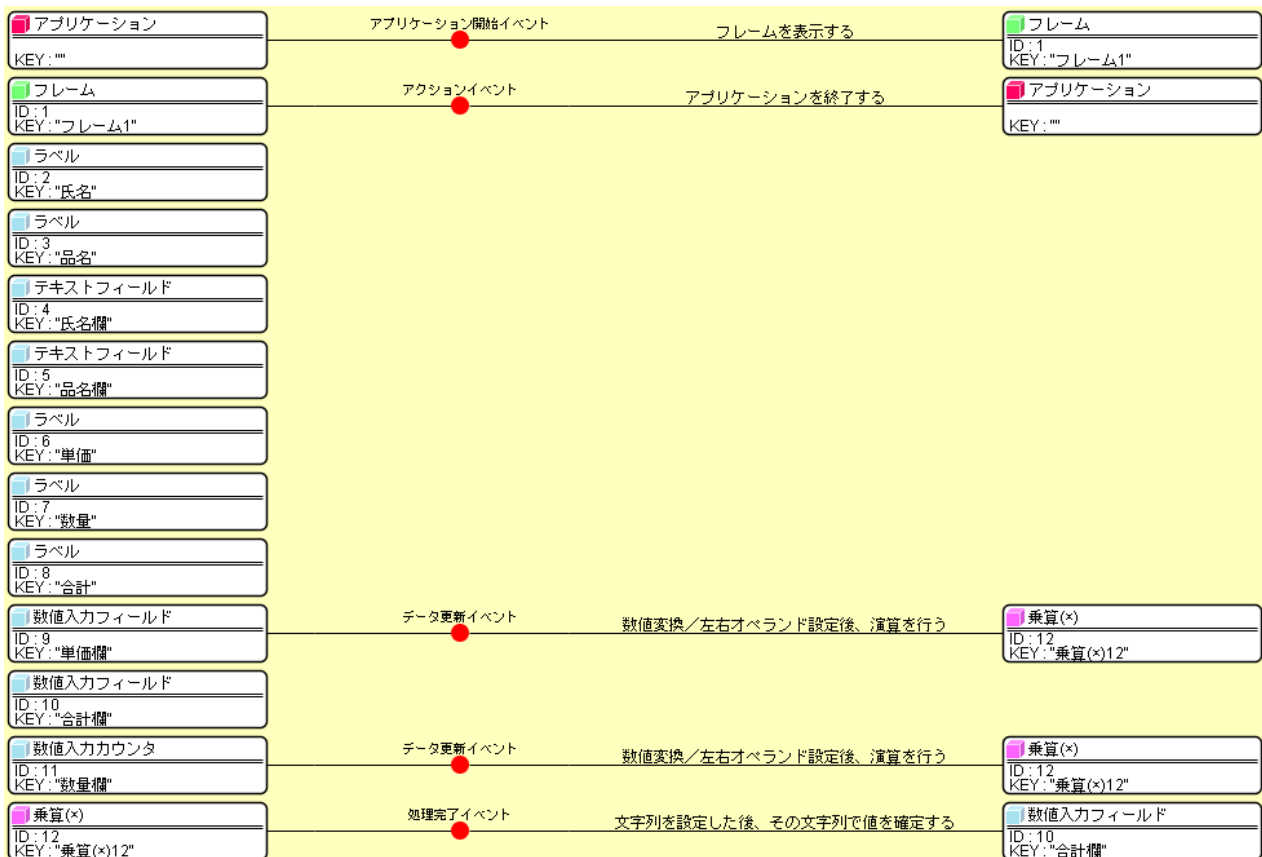 アプリケーション
KEY : ""
アプリケーション開始イベント
フレームを表示する
フレーム
ID : 1
KEY : "フレーム1"
フレーム
ID : 1
KEY : "フレーム1"
アクションイベント
アプリケーションを終了する
アプリケーション
KEY : ""
ラベル
ID : 2
KEY : "氏名"
ラベル
ID : 3
KEY : "品名"
テキストフィールド
ID : 4
KEY : "氏名欄"
テキストフィールド
ID : 5
KEY : "品名欄"
ラベル
ID : 6
KEY : "単価"
ラベル
ID : 7
KEY : "数量"
ラベル
ID : 8
KEY : "合計"
数値入力フィールド
ID : 9
KEY : "単価欄"
データ更新イベント
数値変換／左右オペランド設定後、演算を行う
乗算(×)
ID : 12
KEY : "乗算(×)12"
数値入力フィールド
ID : 10
KEY : "合計欄"
数値入力カウンタ
ID : 11
KEY : "数量欄"
データ更新イベント
数値変換／左右オペランド設定後、演算を行う
乗算(×)
ID : 12
KEY : "乗算(×)12"
乗算(×)
ID : 12
KEY : "乗算(×)12"
処理完了イベント
文字列を設定した後、その文字列で値を確定する
数値入力フィールド
ID : 10
KEY : "合計欄"